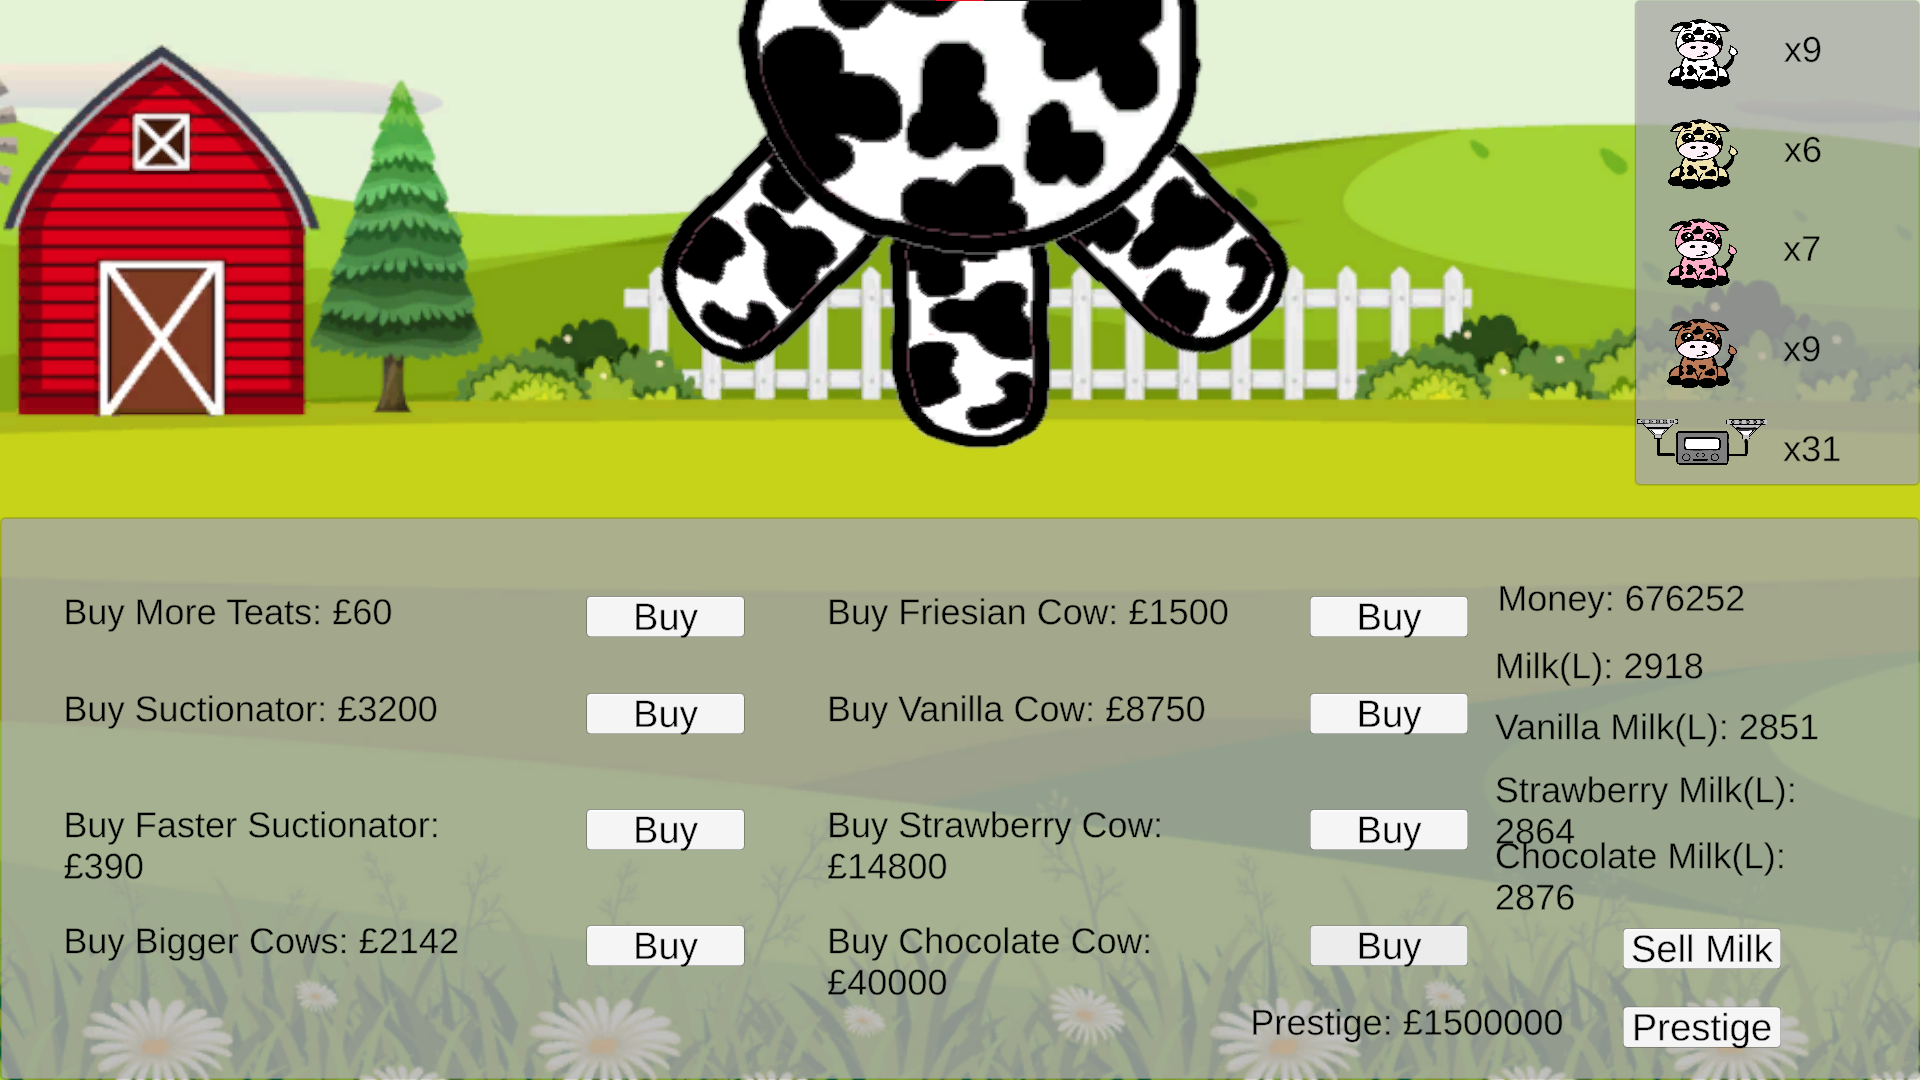 x9
x6
x7
x9
x31
Buy More Teats: £60
Buy
Buy Suctionator: £3200
Buy
Buy Faster Suctionator:
£390
Buy
Buy Bigger Cows: £2142
Buy
Buy Friesian Cow: £1500
Buy
Buy Vanilla Cow: £8750
Buy
Buy Strawberry Cow:
£14800
Buy
Buy Chocolate Cow:
£40000
Buy
Money: 676252
Milk(L): 2918
Vanilla Milk(L): 2851
Strawberry Milk(L):
2864
Chocolate Milk(L):
2876
Sell Milk
Prestige: £1500000
Prestige